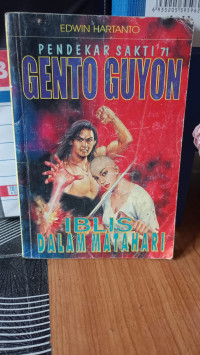 EDWIN HARTANTO
PENDEKAR SAKTI '71
GENTO GUYON
IBLIS
DALAM MATAHARI